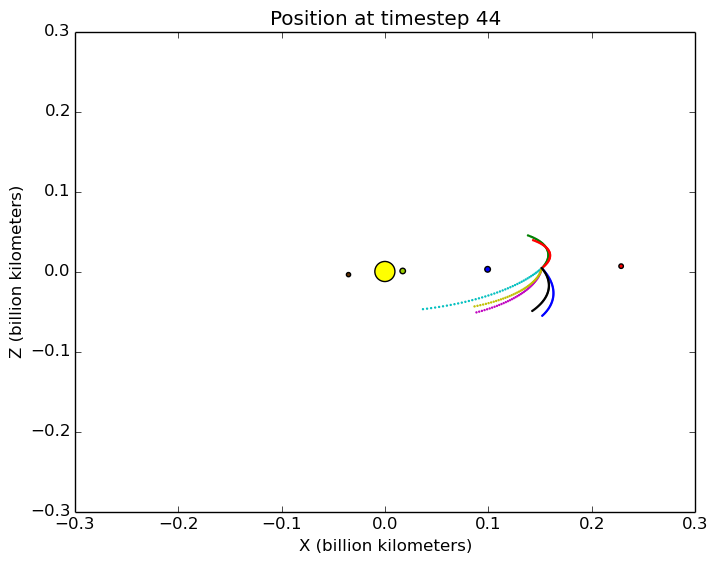 Position at timestep 44
0.3
0.2
0.1
0.0
−0.1
−0.2
−0.3
Z (billion kilometers)
−0.3 −0.2 −0.1 0.0 0.1 0.2 0.3
X (billion kilometers)